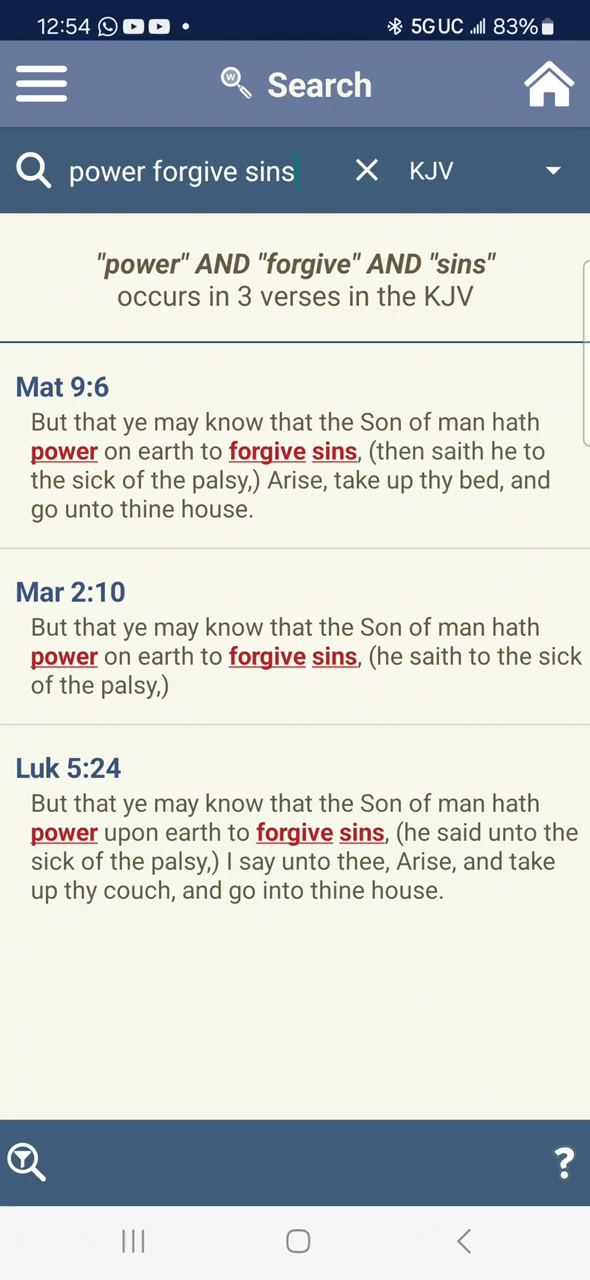 12:54 5G UC 83%
W Search
power forgive sins KJV
"power" AND "forgive" AND "sins"
occurs in 3 verses in the KJV
Mat 9:6
But that ye may know that the Son of man hath
power on earth to forgive sins, (then saith he to
the sick of the palsy,) Arise, take up thy bed, and
go unto thine house.
Mar 2:10
But that ye may know that the Son of man hath
power on earth to forgive sins, (he saith to the sick
of the palsy,)
Luk 5:24
But that ye may know that the Son of man hath
power upon earth to forgive sins, (he said unto the
sick of the palsy,) I say unto thee, Arise, and take
up thy couch, and go into thine house.
?